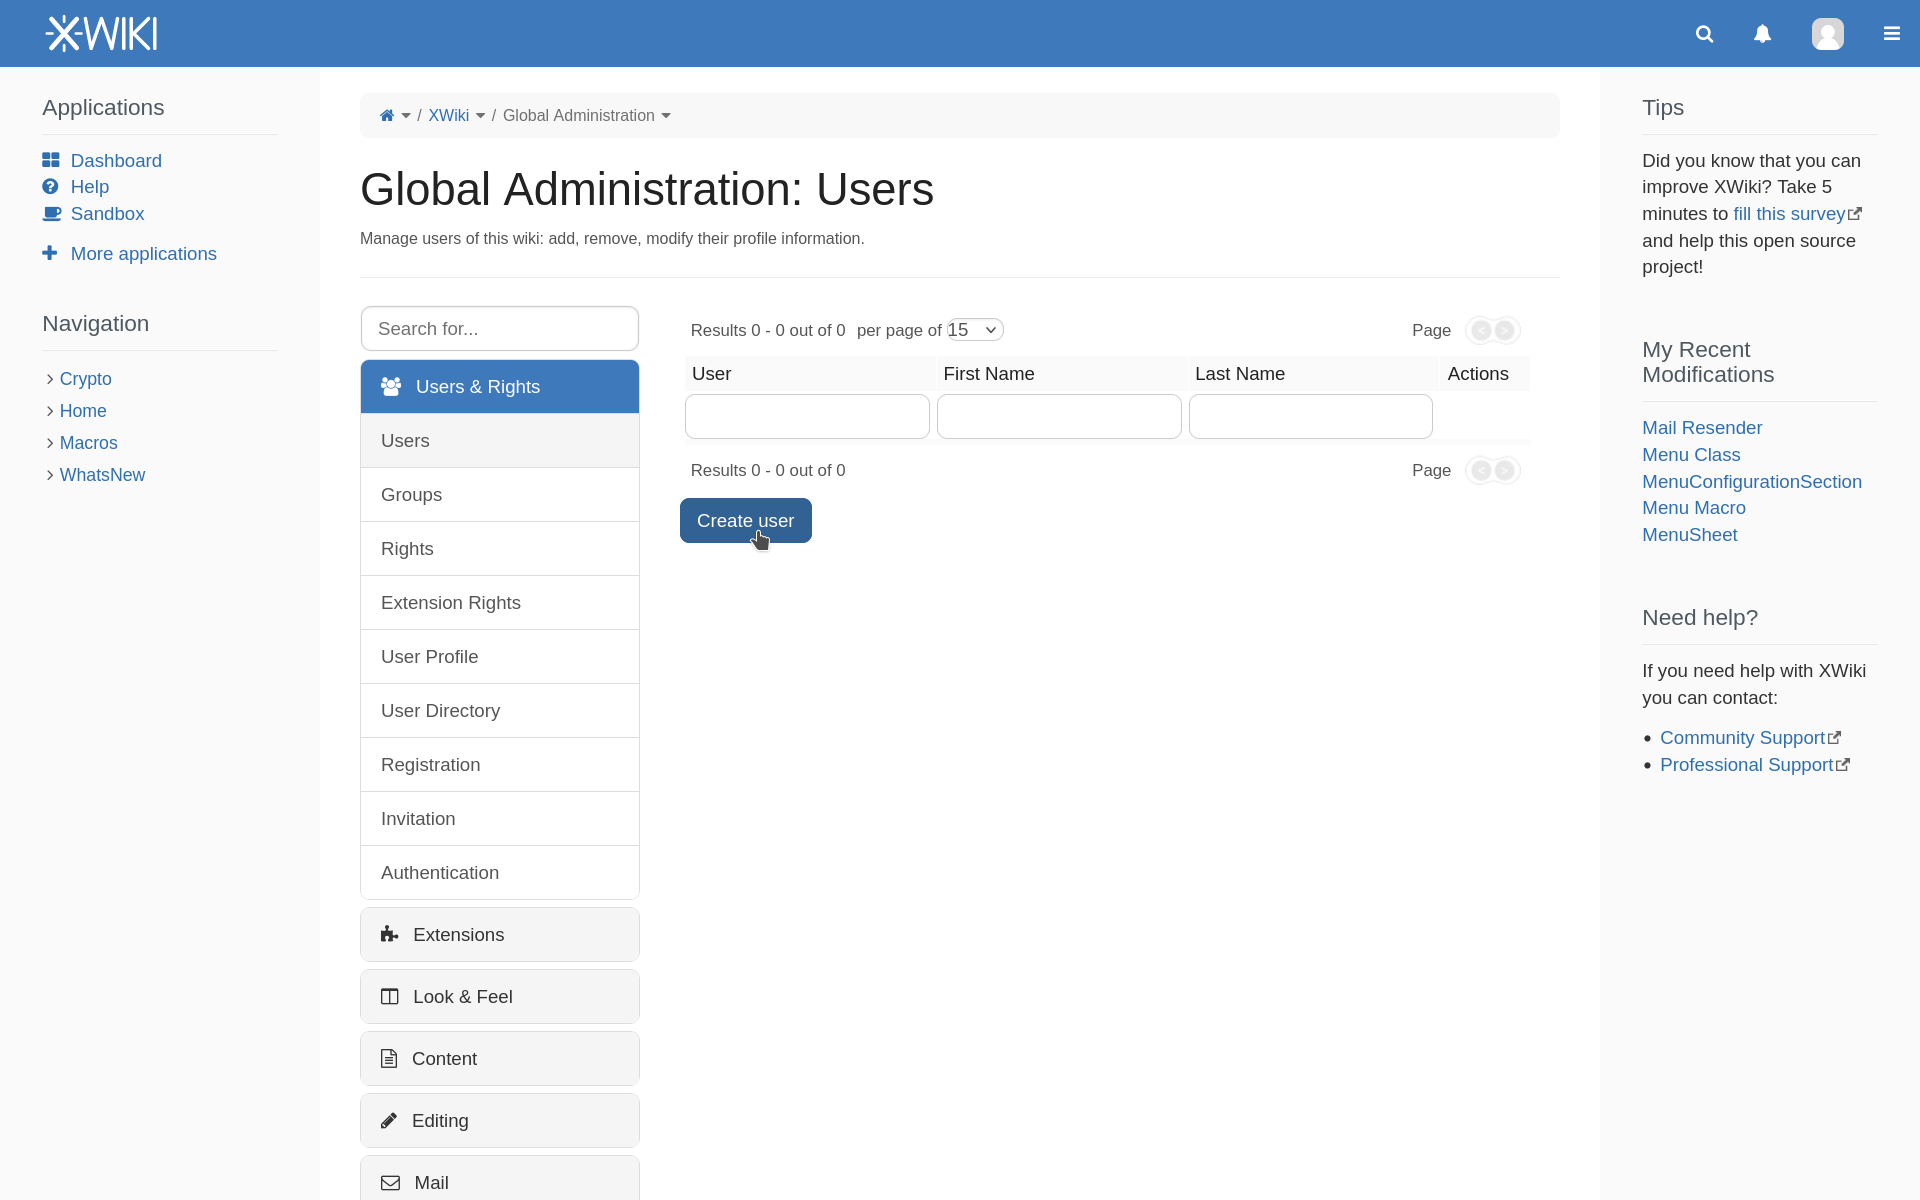 XWIKI
Applications
Dashboard
Help
Sandbox
More applications
Navigation
Crypto
Home
Macros
WhatsNew
/ XWiki / Global Administration
Global Administration: Users
Manage users of this wiki: add, remove, modify their profile information.
Search for...
Users & Rights
Users
Groups
Rights
Extension Rights
User Profile
User Directory
Registration
Invitation
Authentication
Extensions
Look & Feel
Content
Editing
Mail
Results 0 - 0 out of 0 per page of 15 Page < >
User First Name Last Name Actions
Results 0 - 0 out of 0 Page < >
Create user
Tips
Did you know that you can
improve XWiki? Take 5
minutes to fill this survey
and help this open source
project!
My Recent
Modifications
Mail Resender
Menu Class
MenuConfigurationSection
Menu Macro
MenuSheet
Need help?
If you need help with XWiki
you can contact:
• Community Support
• Professional Support